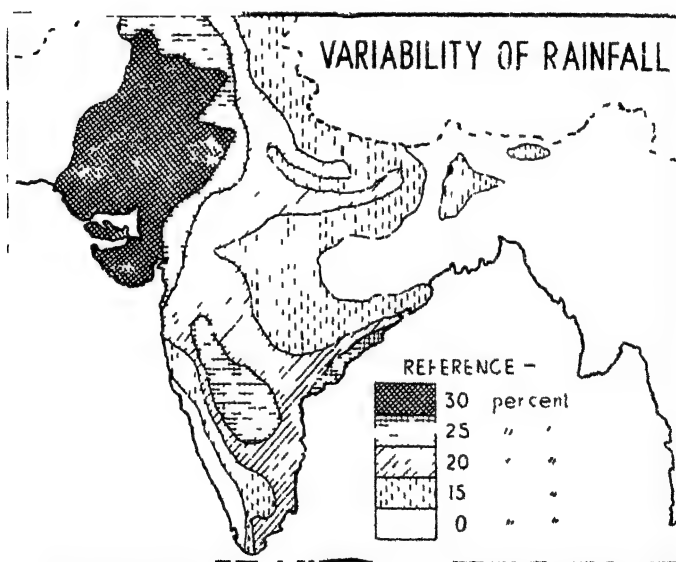 VARIABILITY OF RAINFALL
REFERENCE –
30 percent
25 " "
20 " "
15 "
0 " "